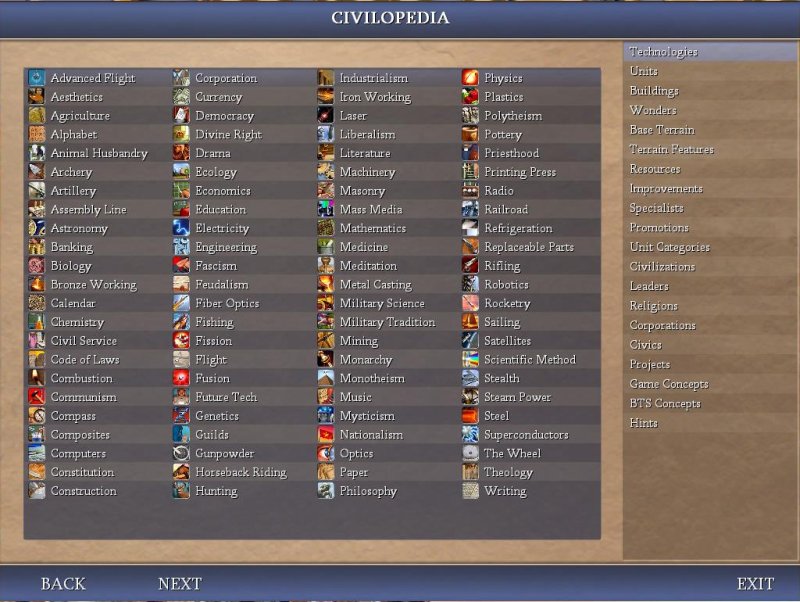 CIVILOPEDIA
Advanced Flight
Aesthetics
Agriculture
Alphabet
Animal Husbandry
Archery
Artillery
Assembly Line
Astronomy
Banking
Biology
Bronze Working
Calendar
Chemistry
Civil Service
Code of Laws
Combustion
Communism
Compass
Composites
Computers
Constitution
Construction
Corporation
Currency
Democracy
Divine Right
Drama
Ecology
Economics
Education
Electricity
Engineering
Fascism
Feudalism
Fiber Optics
Fishing
Fission
Flight
Fusion
Future Tech
Genetics
Guilds
Gunpowder
Horseback Riding
Hunting
Industrialism
Iron Working
Laser
Liberalism
Literature
Machinery
Masonry
Mass Media
Mathematics
Medicine
Meditation
Metal Casting
Military Science
Military Tradition
Mining
Monarchy
Monotheism
Music
Mysticism
Nationalism
Optics
Paper
Philosophy
Physics
Plastics
Polytheism
Pottery
Priesthood
Printing Press
Radio
Railroad
Refrigeration
Replaceable Parts
Rifling
Robotics
Rocketry
Sailing
Satellites
Scientific Method
Stealth
Steam Power
Steel
Superconductors
The Wheel
Theology
Writing
Technologies
Units
Buildings
Wonders
Base Terrain
Terrain Features
Resources
Improvements
Specialists
Promotions
Unit Categories
Civilizations
Leaders
Religions
Corporations
Civics
Projects
Game Concepts
BTS Concepts
Hints
BACK
NEXT
EXIT